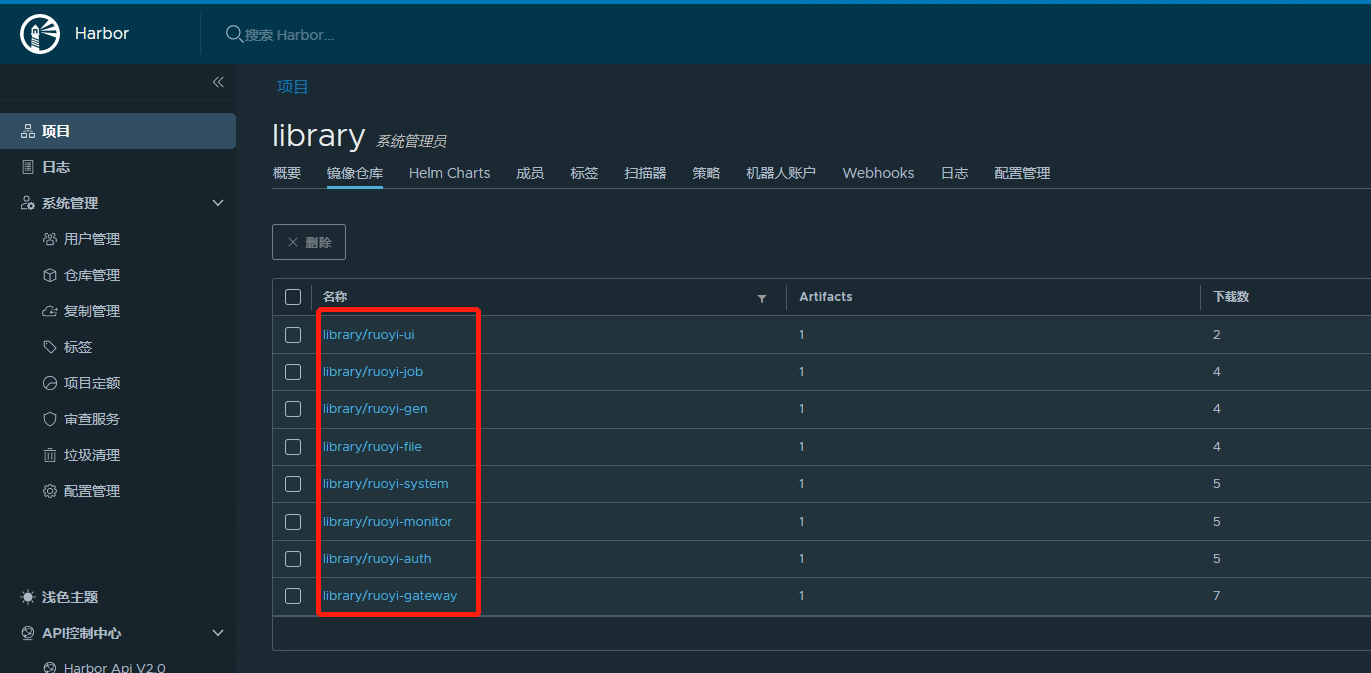 Harbor
搜索 Harbor...
项目
日志
系统管理
用户管理
仓库管理
复制管理
标签
项目定额
审查服务
垃圾清理
配置管理
浅色主题
API控制中心
Harbor Api V2.0
项目
library 系统管理员
概要 镜像仓库 Helm Charts 成员 标签 扫描器 策略 机器人账户 Webhooks 日志 配置管理
删除
名称 Artifacts 下载数
library/ruoyi-ui 1 2
library/ruoyi-job 1 4
library/ruoyi-gen 1 4
library/ruoyi-file 1 4
library/ruoyi-system 1 5
library/ruoyi-monitor 1 5
library/ruoyi-auth 1 5
library/ruoyi-gateway 1 7